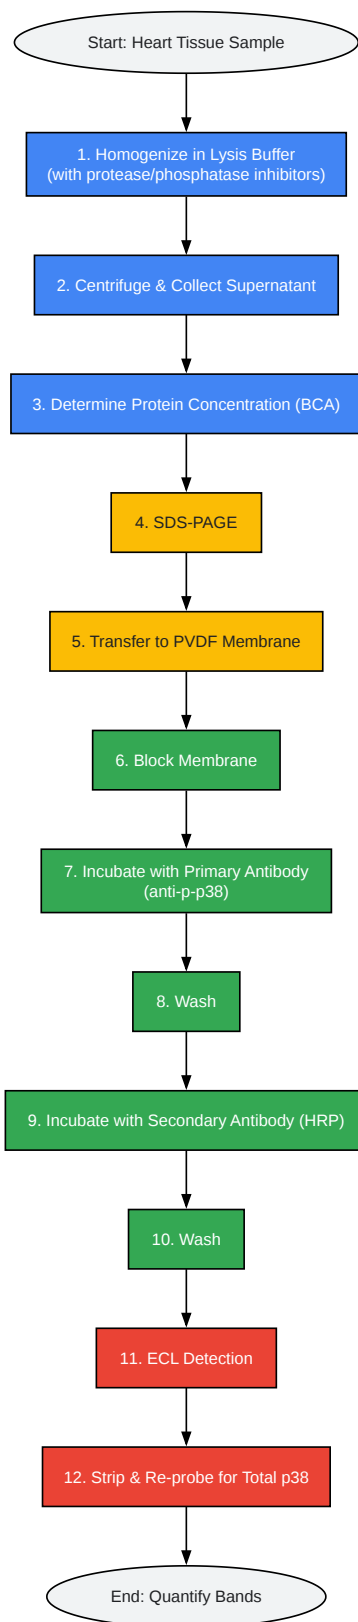 Start: Heart Tissue Sample
1. Homogenize in Lysis Buffer
(with protease/phosphatase inhibitors)
2. Centrifuge & Collect Supernatant
3. Determine Protein Concentration (BCA)
4. SDS-PAGE
5. Transfer to PVDF Membrane
6. Block Membrane
7. Incubate with Primary Antibody
(anti-p-p38)
8. Wash
9. Incubate with Secondary Antibody (HRP)
10. Wash
11. ECL Detection
12. Strip & Re-probe for Total p38
End: Quantify Bands